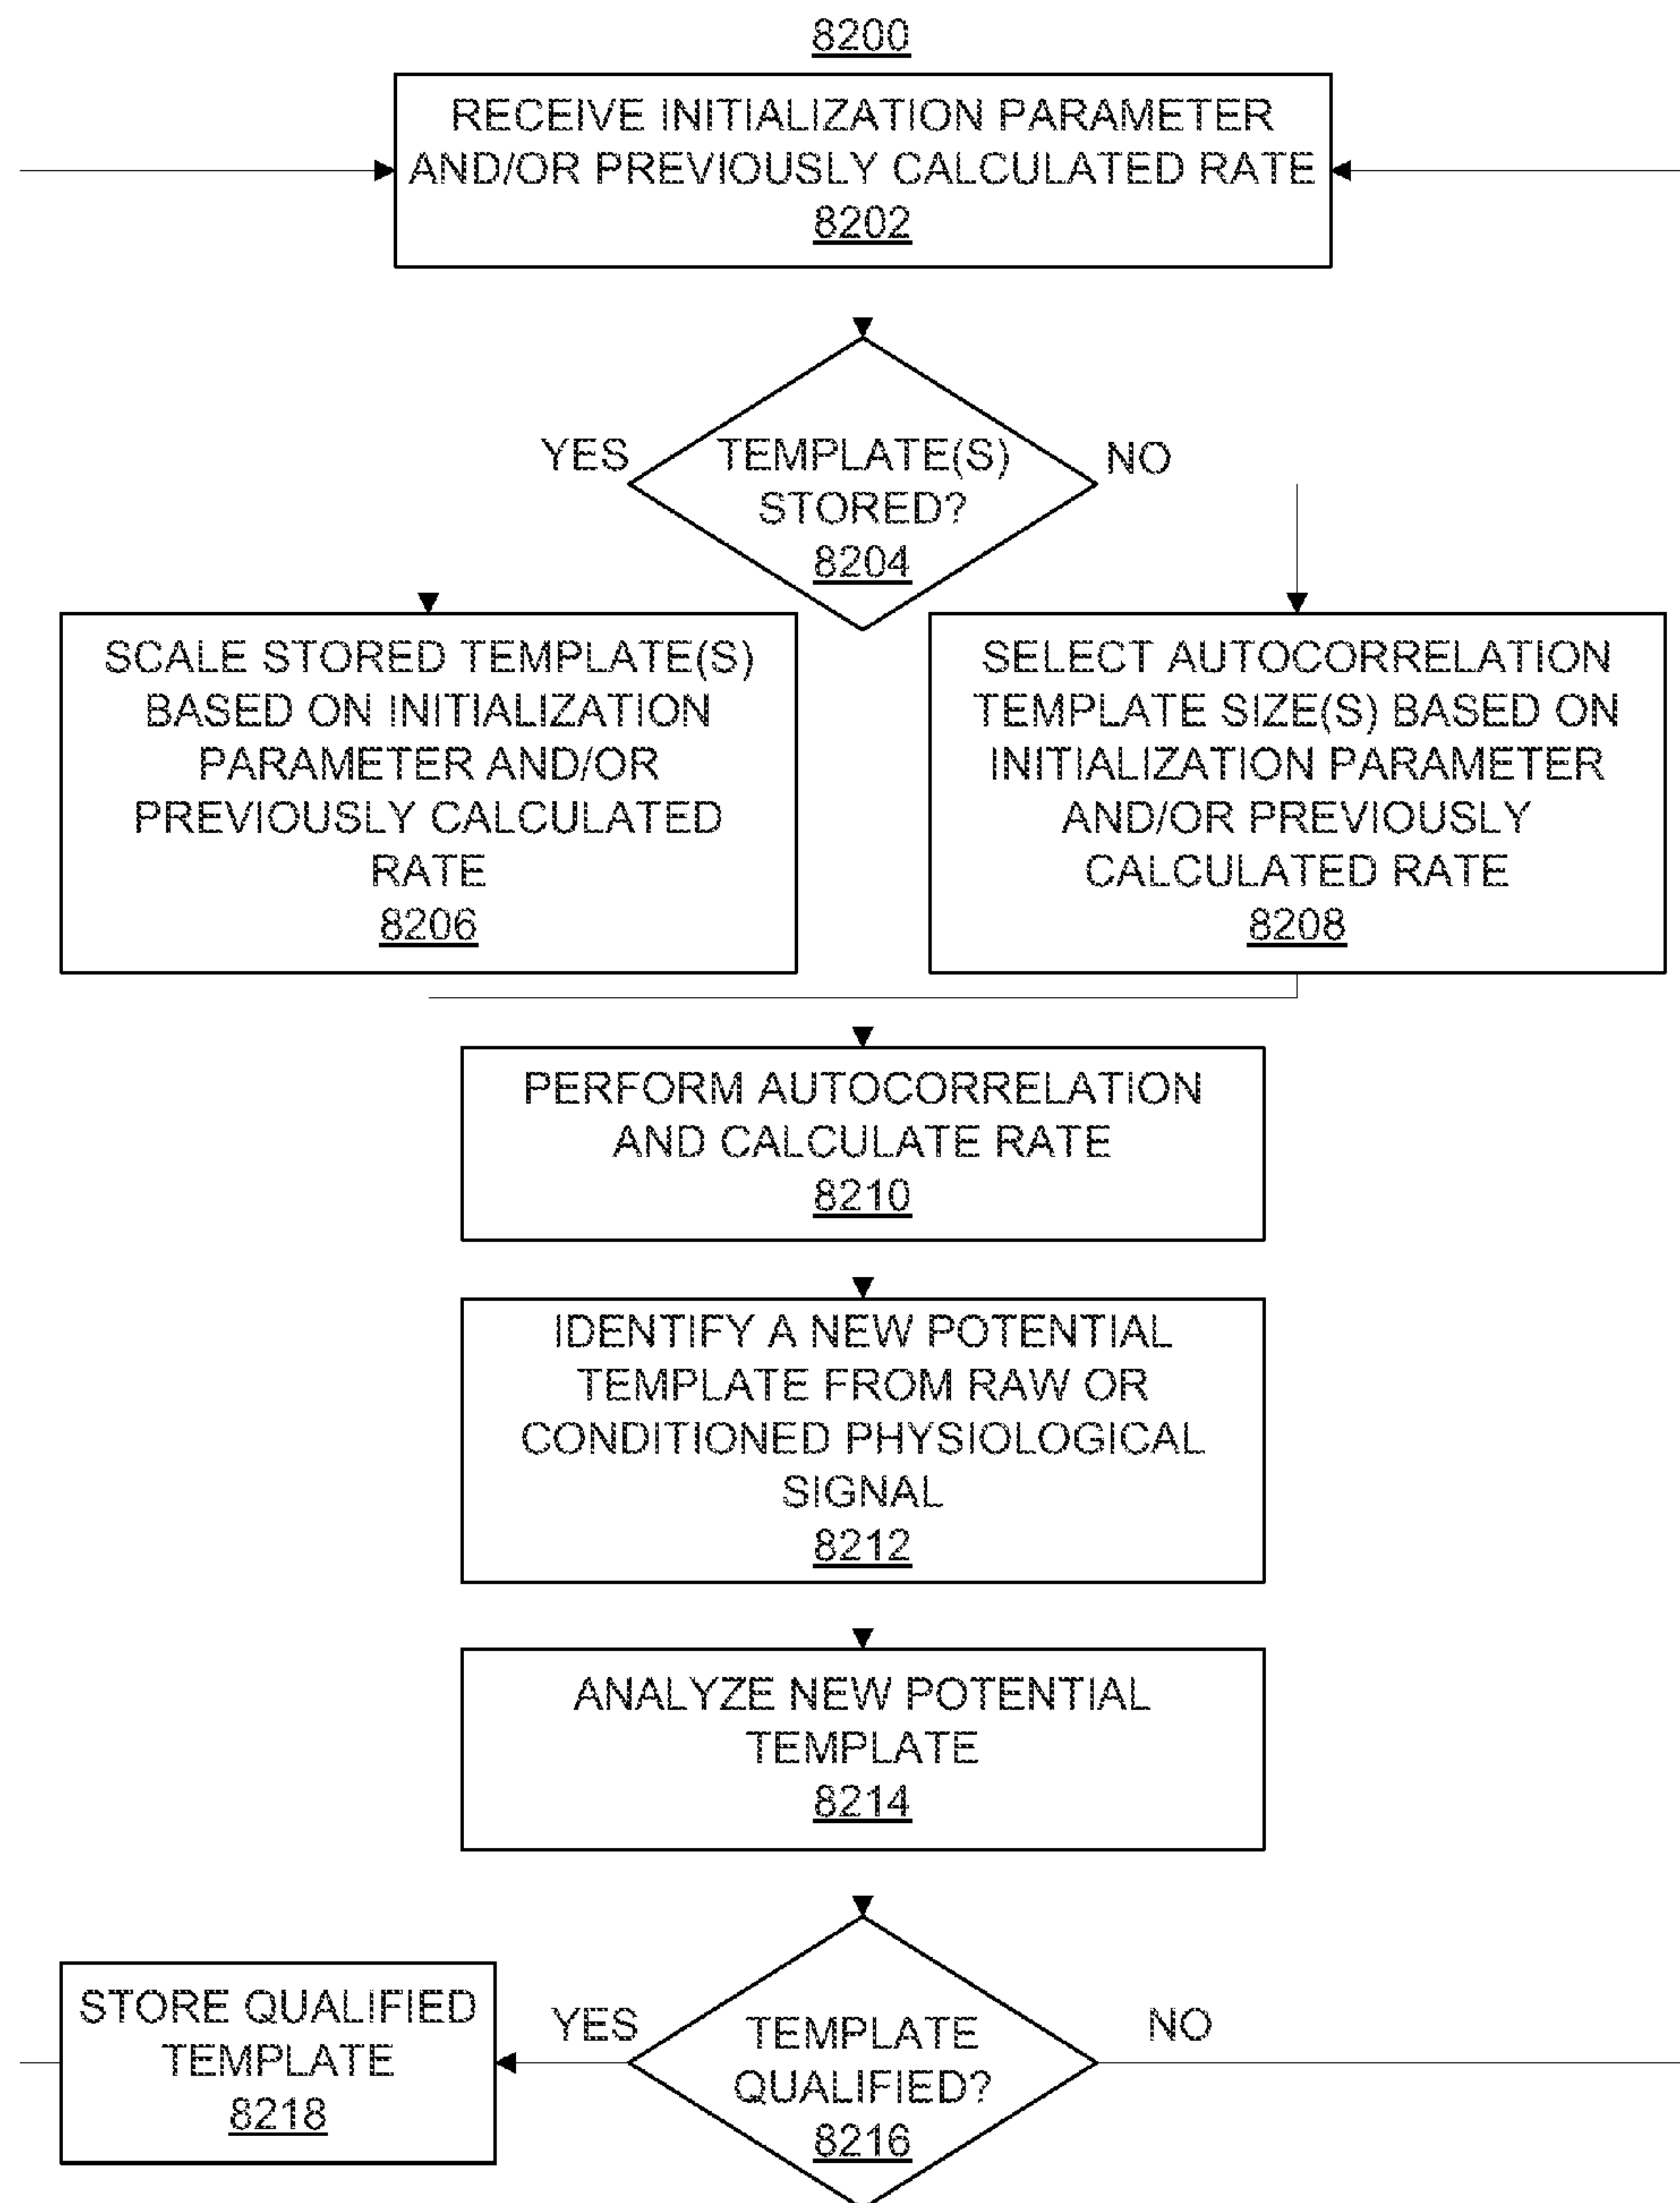 8200
RECEIVE INITIALIZATION PARAMETER
AND/OR PREVIOUSLY CALCULATED RATE
8202
YES
TEMPLATE(S)
STORED?
8204
NO
SCALE STORED TEMPLATE(S)
BASED ON INITIALIZATION
PARAMETER AND/OR
PREVIOUSLY CALCULATED
RATE
8206
SELECT AUTOCORRELATION
TEMPLATE SIZE(S) BASED ON
INITIALIZATION PARAMETER
AND/OR PREVIOUSLY
CALCULATED RATE
8208
PERFORM AUTOCORRELATION
AND CALCULATE RATE
8210
IDENTIFY A NEW POTENTIAL
TEMPLATE FROM RAW OR
CONDITIONED PHYSIOLOGICAL
SIGNAL
8212
ANALYZE NEW POTENTIAL
TEMPLATE
8214
STORE QUALIFIED
TEMPLATE
8218
YES
TEMPLATE
QUALIFIED?
8216
NO